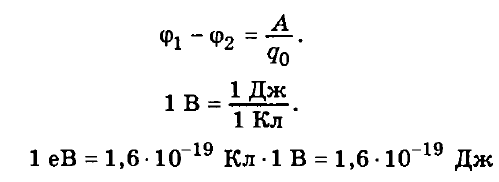 φ₁ − φ₂ = A/q₀.
1 В = 1 Дж/1 Кл.
1 еВ = 1,6 · 10⁻¹⁹ Кл · 1 В = 1,6 · 10⁻¹⁹ Дж